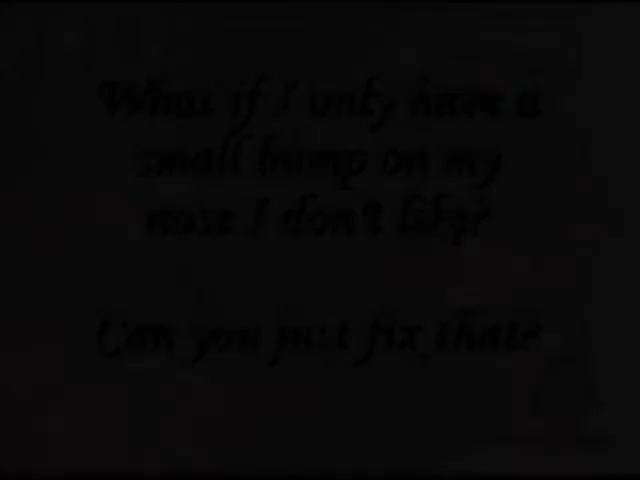 What if I only have a
small bump on my
nose I don't like?
Can you just fix that?